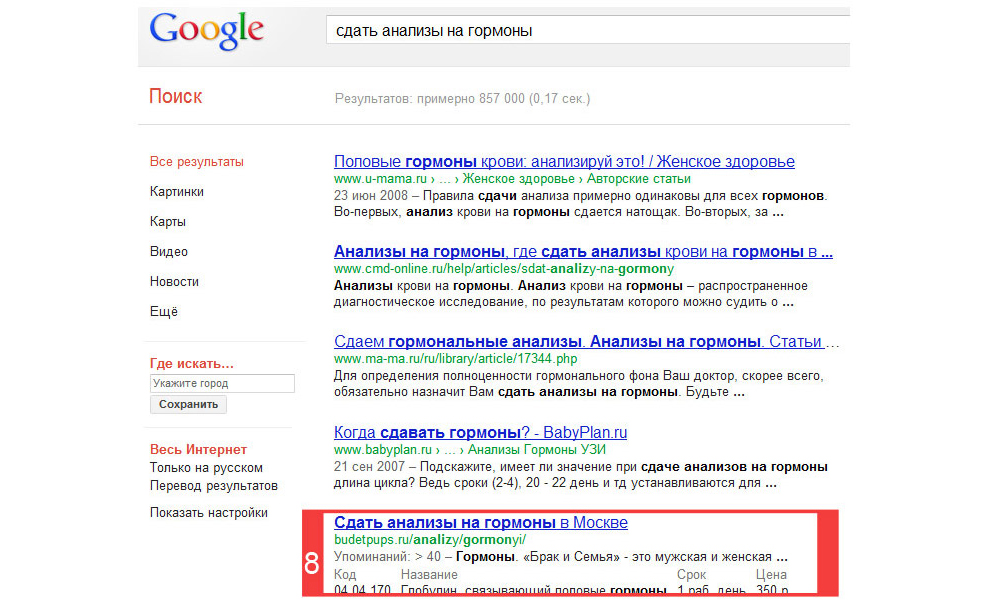 Google
сдать анализы на гормоны
Поиск
Результатов: примерно 857 000 (0,17 сек.)
Все результаты
Картинки
Карты
Видео
Новости
Ещё
Где искать...
Укажите город
Сохранить
Весь Интернет
Только на русском
Перевод результатов
Показать настройки
Половые гормоны крови: анализируй это! / Женское здоровье
www.u-mama.ru › ... › Женское здоровье › Авторские статьи
23 июн 2008 – Правила сдачи анализа примерно одинаковы для всех гормонов.
Во-первых, анализ крови на гормоны сдается натощак. Во-вторых, за ...
Анализы на гормоны, где сдать анализы крови на гормоны в ...
www.cmd-online.ru/help/articles/sdat-analizy-na-gormony
Анализы крови на гормоны. Анализ крови на гормоны – распространенное
диагностическое исследование, по результатам которого можно судить о ...
Сдаем гормональные анализы. Анализы на гормоны. Статьи ...
www.ma-ma.ru/ru/library/article/17344.php
Для определения полноценности гормонального фона Ваш доктор, скорее всего,
обязательно назначит Вам сдать анализы на гормоны. Будьте ...
Когда сдавать гормоны? - BabyPlan.ru
www.babyplan.ru › ... › Анализы Гормоны УЗИ
21 сен 2007 – Подскажите, имеет ли значение при сдаче анализов на гормоны
длина цикла? Ведь сроки (2-4), 20 - 22 день и тд устанавливаются для ...
8
Сдать анализы на гормоны в Москве
budetpups.ru/analizy/gormonyi/
Упоминаний: > 40 – Гормоны. «Брак и Семья» - это мужская и женская ...
Код Название Срок Цена
04.04.170 Глобулин, связывающий половые гормоны 1 раб. день 350 р.